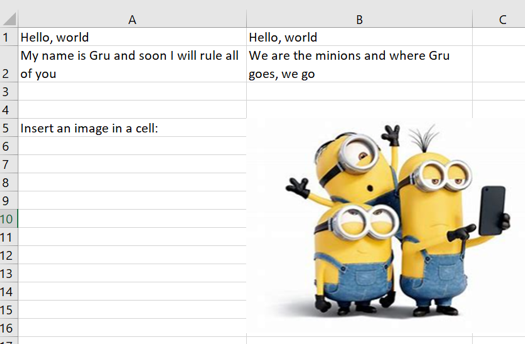 A B C
1 Hello, world Hello, world
My name is Gru and soon I will rule all We are the minions and where Gru
2 of you goes, we go
3
4
5 Insert an image in a cell:
6
7
8
9
10
11
12
13
14
15
16
17